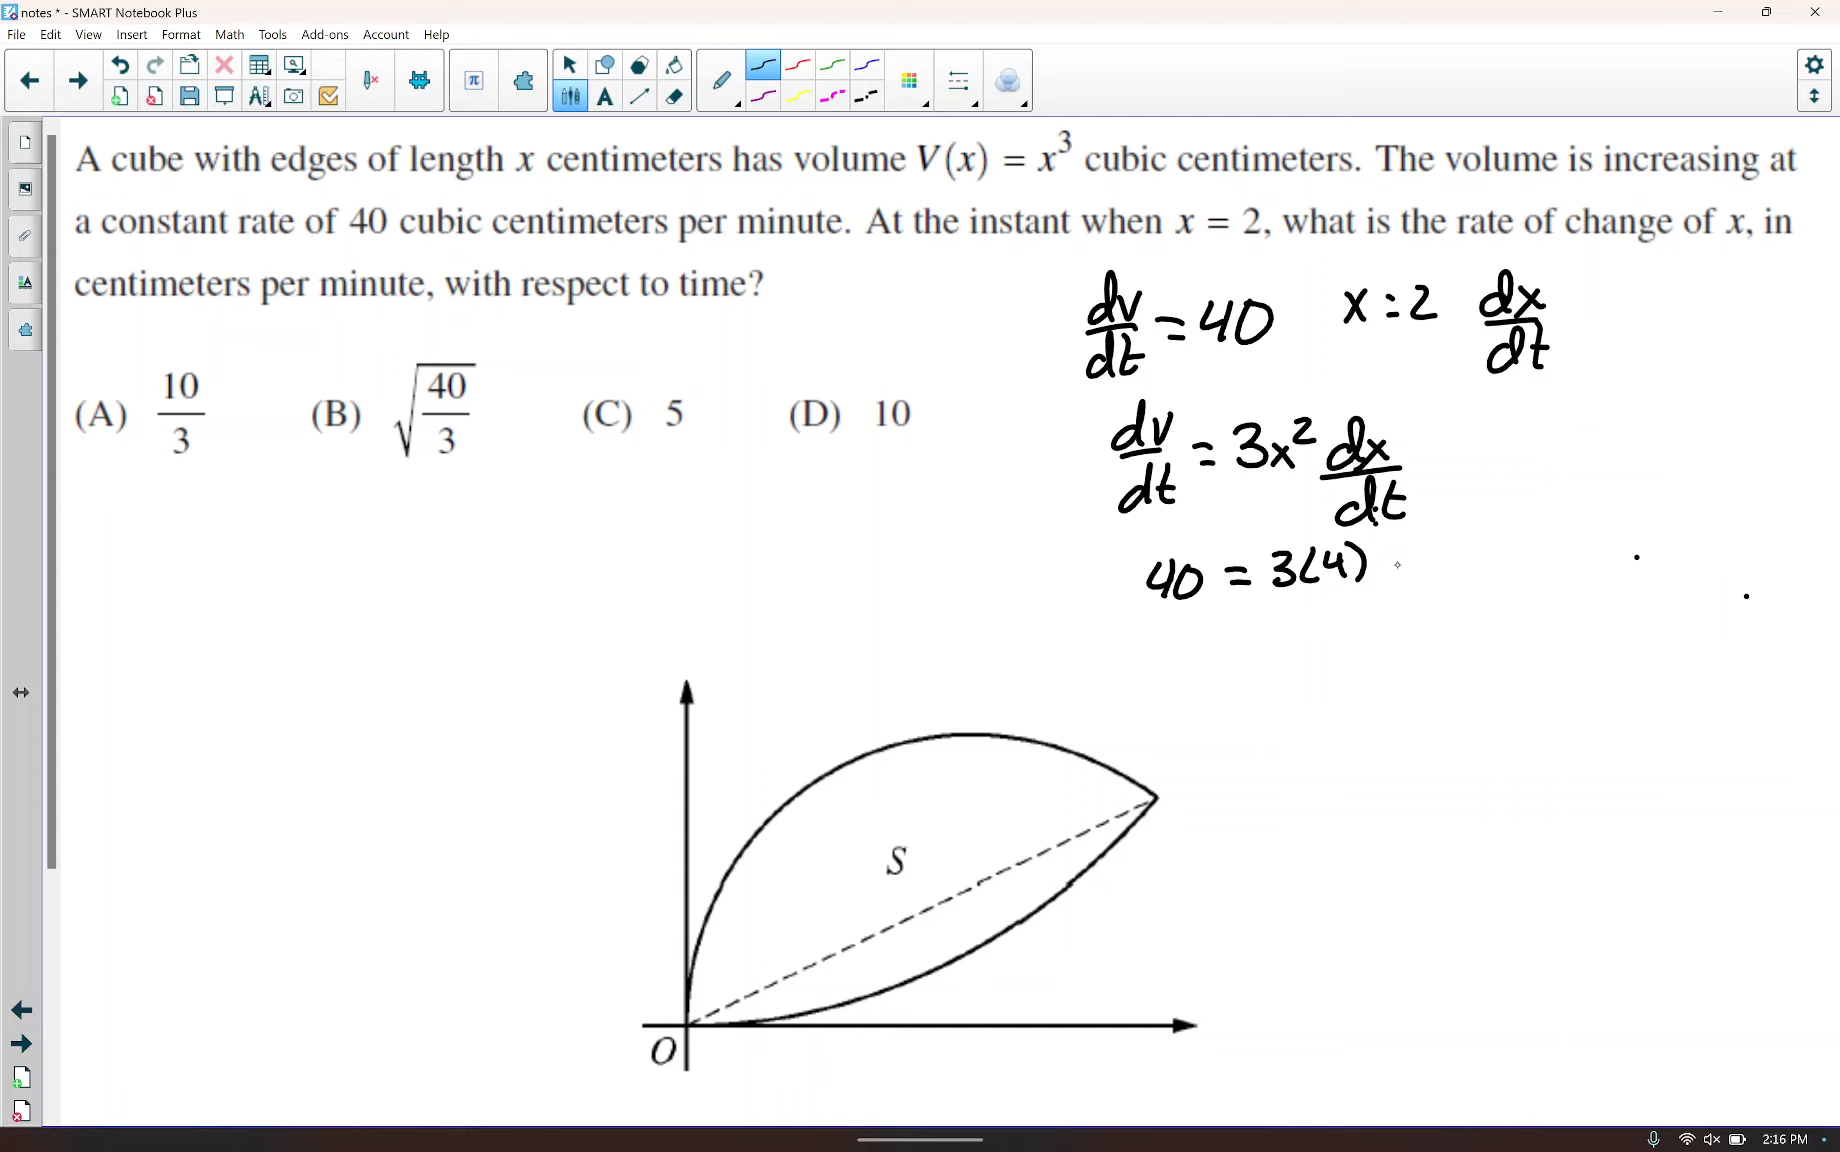 notes * - SMART Notebook Plus
File Edit View Insert Format Math Tools Add-ons Account Help
A cube with edges of length x centimeters has volume V(x) = x³ cubic centimeters. The volume is increasing at
a constant rate of 40 cubic centimeters per minute. At the instant when x = 2, what is the rate of change of x, in
centimeters per minute, with respect to time?
dv/dt = 40 x = 2 dx/dt
(A) 10/3 (B) √(40/3) (C) 5 (D) 10
dv/dt = 3x² dx/dt
40 = 3(4)
S
O
2:16 PM